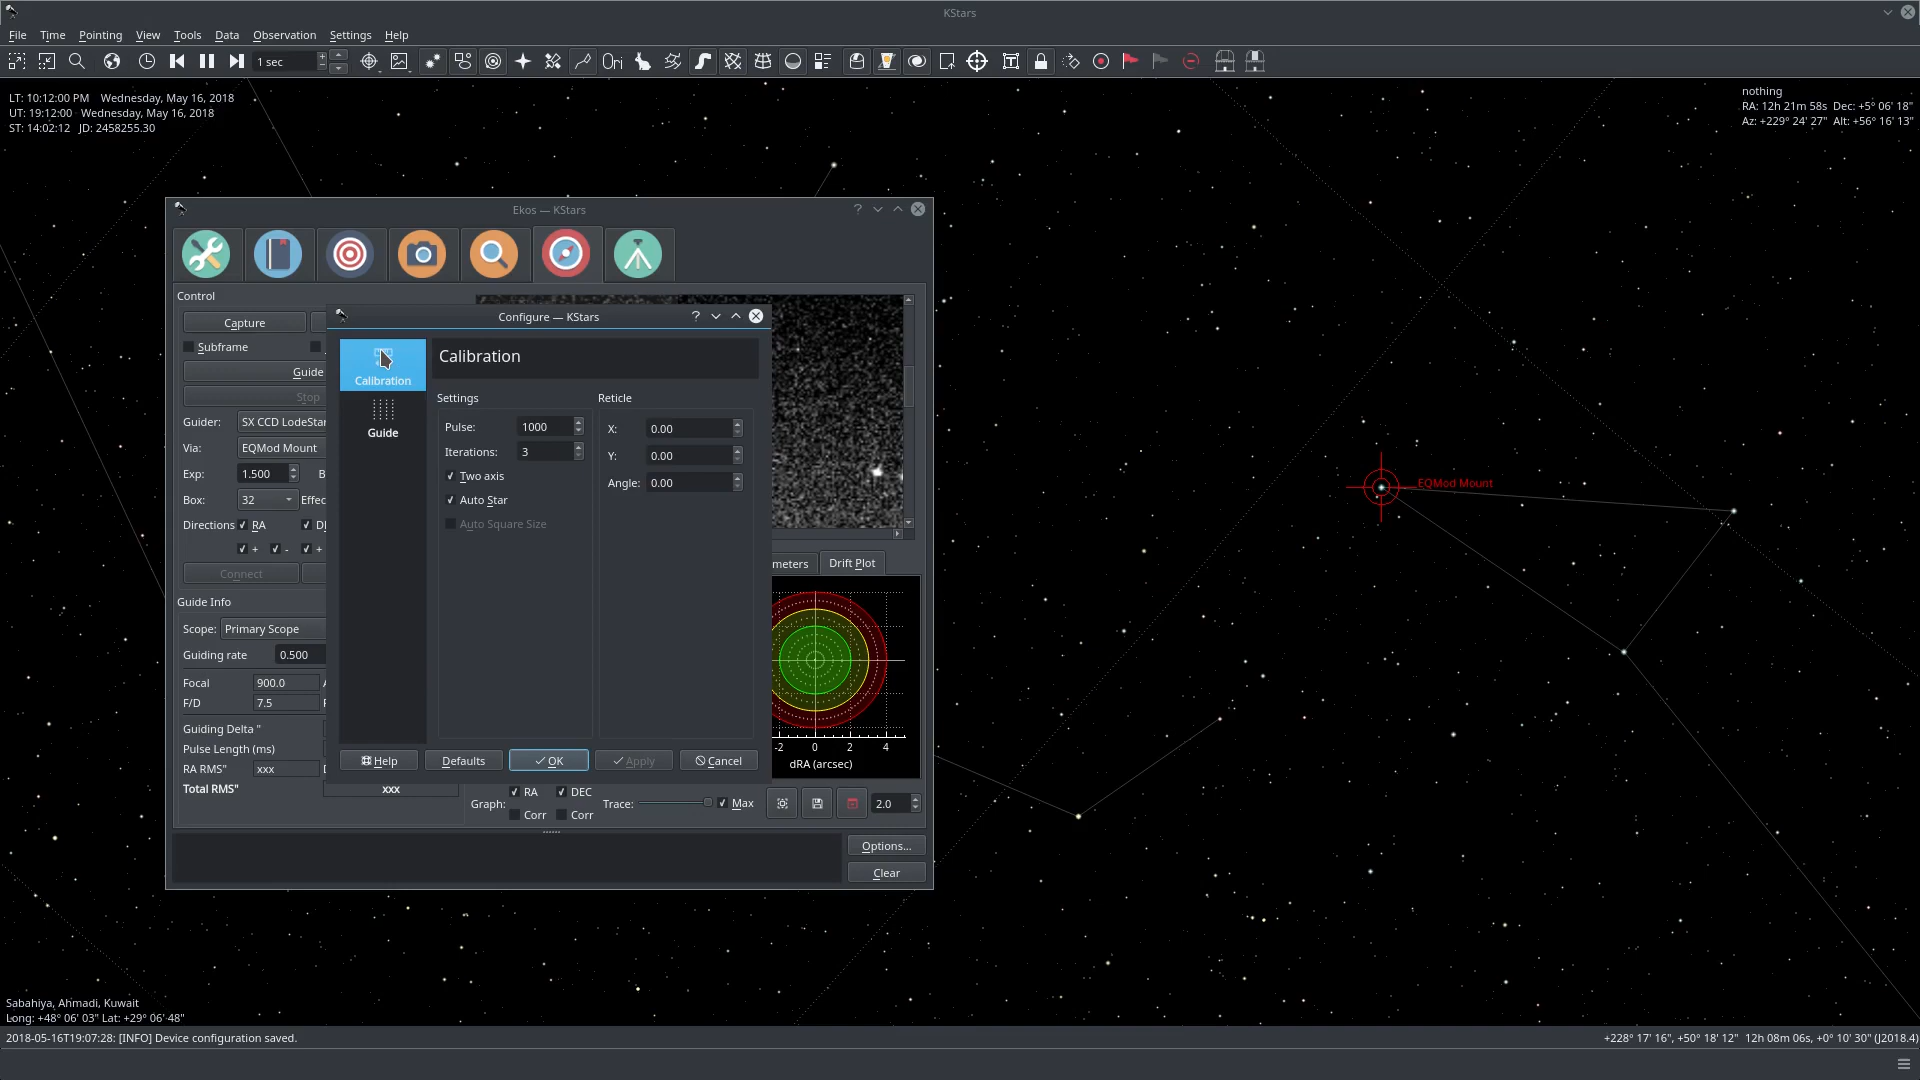 KStars
File Time Pointing View Tools Data Observation Settings Help
1 sec
LT: 10:12:00 PM Wednesday, May 16, 2018
UT: 19:12:00 Wednesday, May 16, 2018
ST: 14:02:12 JD: 2458255.30
nothing
RA: 12h 21m 58s Dec: +5° 06' 18"
Az: +229° 24' 27" Alt: +56° 16' 13"
Ekos — KStars
Control
Capture
Subframe
Guide
Stop
Guider: SX CCD LodeStar
Via: EQMod Mount
Exp: 1.500 B
Box: 32 Effec
Directions RA
+ - +
Connect
Guide Info
Scope: Primary Scope
Guiding rate 0.500
Focal 900.0
F/D 7.5
Guiding Delta "
Pulse Length (ms)
RA RMS" xxx
Total RMS" xxx
Configure — KStars
Calibration
Guide
Calibration
Settings
Pulse: 1000
Iterations: 3
Two axis
Auto Star
Auto Square Size
Reticle
X: 0.00
Y: 0.00
Angle: 0.00
Help Defaults OK Apply Cancel
meters Drift Plot
-2 0 2 4
dRA (arcsec)
Graph: RA DEC Trace: Max 2.0
Corr Corr
Options...
Clear
EQMod Mount
Sabahiya, Ahmadi, Kuwait
Long: +48° 06' 03" Lat: +29° 06' 48"
2018-05-16T19:07:28: [INFO] Device configuration saved.
+228° 17' 16", +50° 18' 12" 12h 08m 06s, +0° 10' 30" (J2018.4)